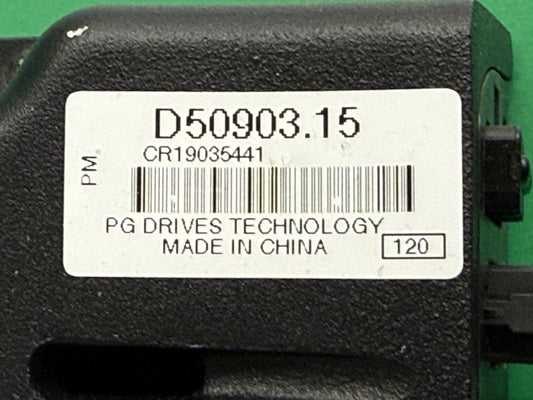 D50903.15
CR19035441
PM
PG DRIVES TECHNOLOGY
MADE IN CHINA
120